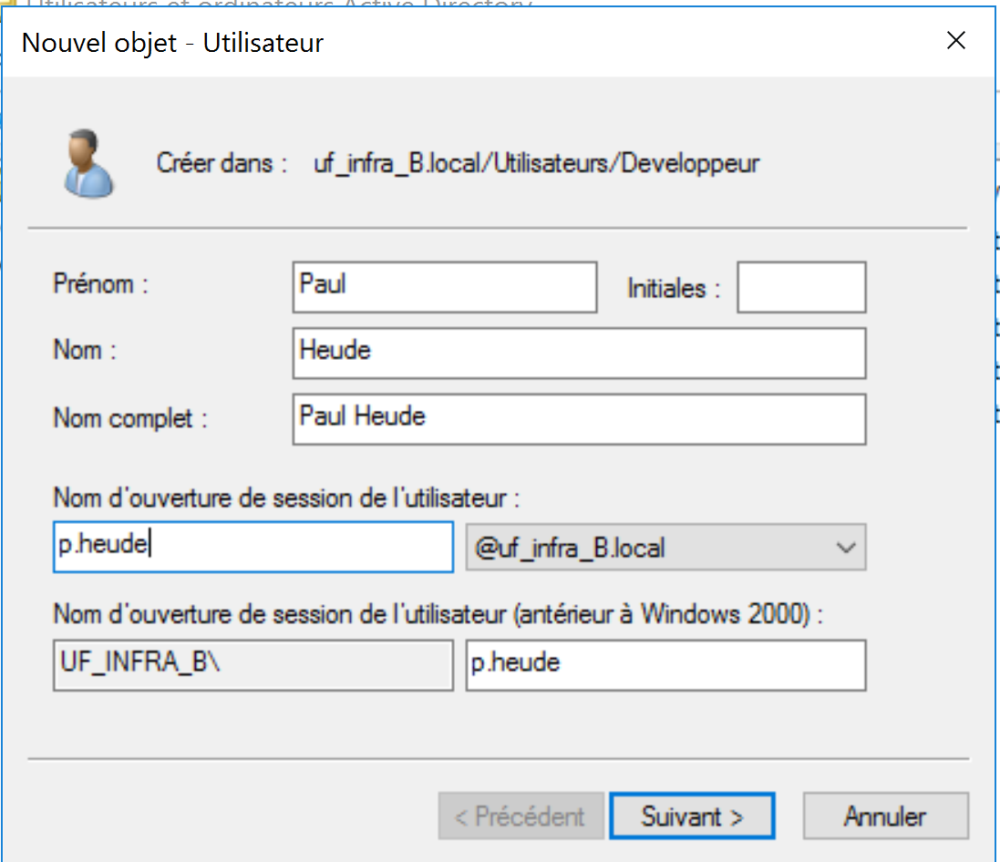 Utilisateurs et ordinateurs Active Directory
Nouvel objet - Utilisateur
Créer dans : uf_infra_B.local/Utilisateurs/Developpeur
Prénom : Paul Initiales :
Nom : Heude
Nom complet : Paul Heude
Nom d'ouverture de session de l'utilisateur :
p.heude @uf_infra_B.local
Nom d'ouverture de session de l'utilisateur (antérieur à Windows 2000) :
UF_INFRA_B\ p.heude
< Précédent Suivant > Annuler